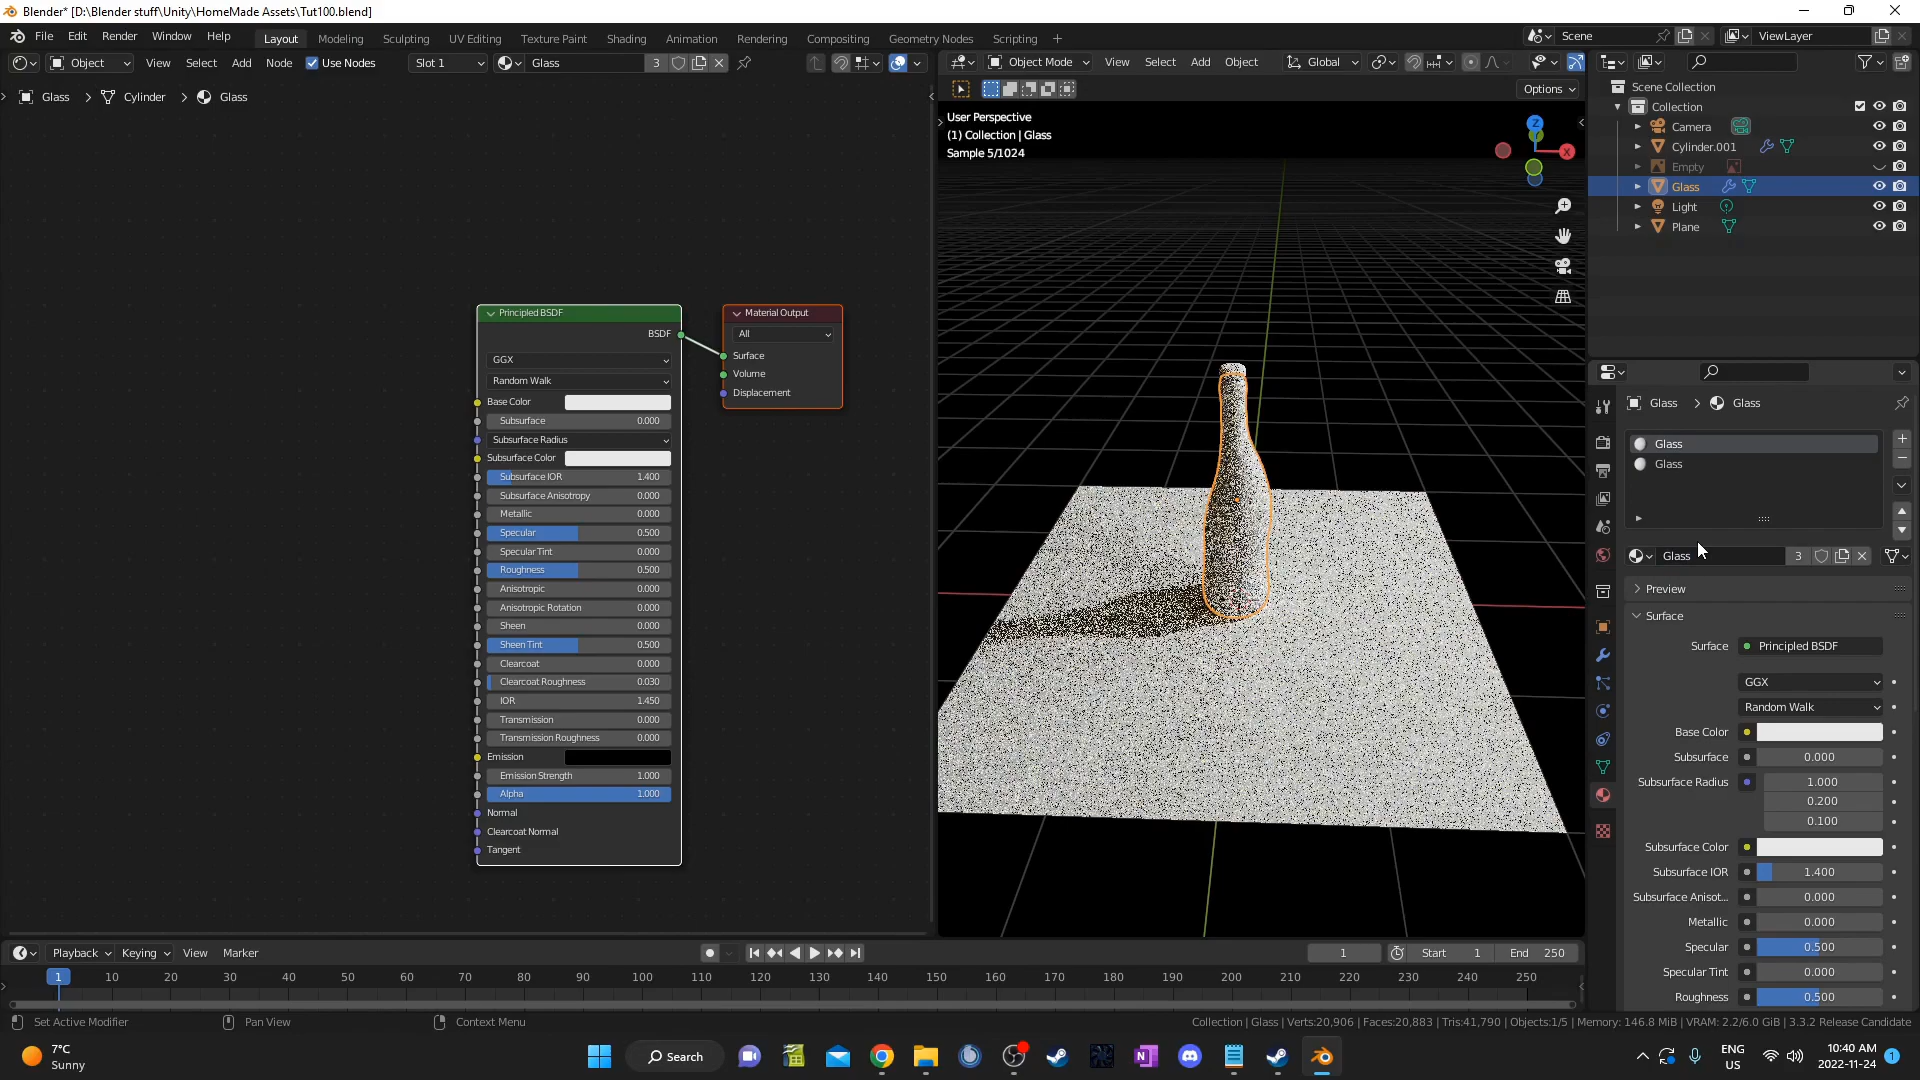 Blender* [D:\Blender stuff\Unity\HomeMade Assets\Tut100.blend]
File Edit Render Window Help Layout Modeling Sculpting UV Editing Texture Paint Shading Animation Rendering Compositing Geometry Nodes Scripting + Scene ViewLayer
Object View Select Add Node Use Nodes Slot 1 Glass 3 Object Mode View Select Add Object Global
Options
Glass > Cylinder > Glass
User Perspective
(1) Collection | Glass
Sample 5/1024
Z
X
Scene Collection
Collection
Camera
Cylinder.001
Empty
Glass
Light
Plane
Principled BSDF
BSDF
GGX
Random Walk
Base Color
Subsurface 0.000
Subsurface Radius
Subsurface Color
Subsurface IOR 1.400
Subsurface Anisotropy 0.000
Metallic 0.000
Specular 0.500
Specular Tint 0.000
Roughness 0.500
Anisotropic 0.000
Anisotropic Rotation 0.000
Sheen 0.000
Sheen Tint 0.500
Clearcoat 0.000
Clearcoat Roughness 0.030
IOR 1.450
Transmission 0.000
Transmission Roughness 0.000
Emission
Emission Strength 1.000
Alpha 1.000
Normal
Clearcoat Normal
Tangent
Material Output
All
Surface
Volume
Displacement
Glass > Glass
Glass
Glass
Glass 3
Preview
Surface
Surface Principled BSDF
GGX
Random Walk
Base Color
Subsurface 0.000
Subsurface Radius 1.000
0.200
0.100
Subsurface Color
Subsurface IOR 1.400
Subsurface Anisot... 0.000
Metallic 0.000
Specular 0.500
Specular Tint 0.000
Roughness 0.500
Playback Keying View Marker 1 Start 1 End 250
1 10 20 30 40 50 60 70 80 90 100 110 120 130 140 150 160 170 180 190 200 210 220 230 240 250
Set Active Modifier Pan View Context Menu Collection | Glass | Verts:20,906 | Faces:20,883 | Tris:41,790 | Objects:1/5 | Memory: 146.8 MiB | VRAM: 2.2/6.0 GiB | 3.3.2 Release Candidate
7°C
Sunny
Search
ENG
US
10:40 AM
2022-11-24
1